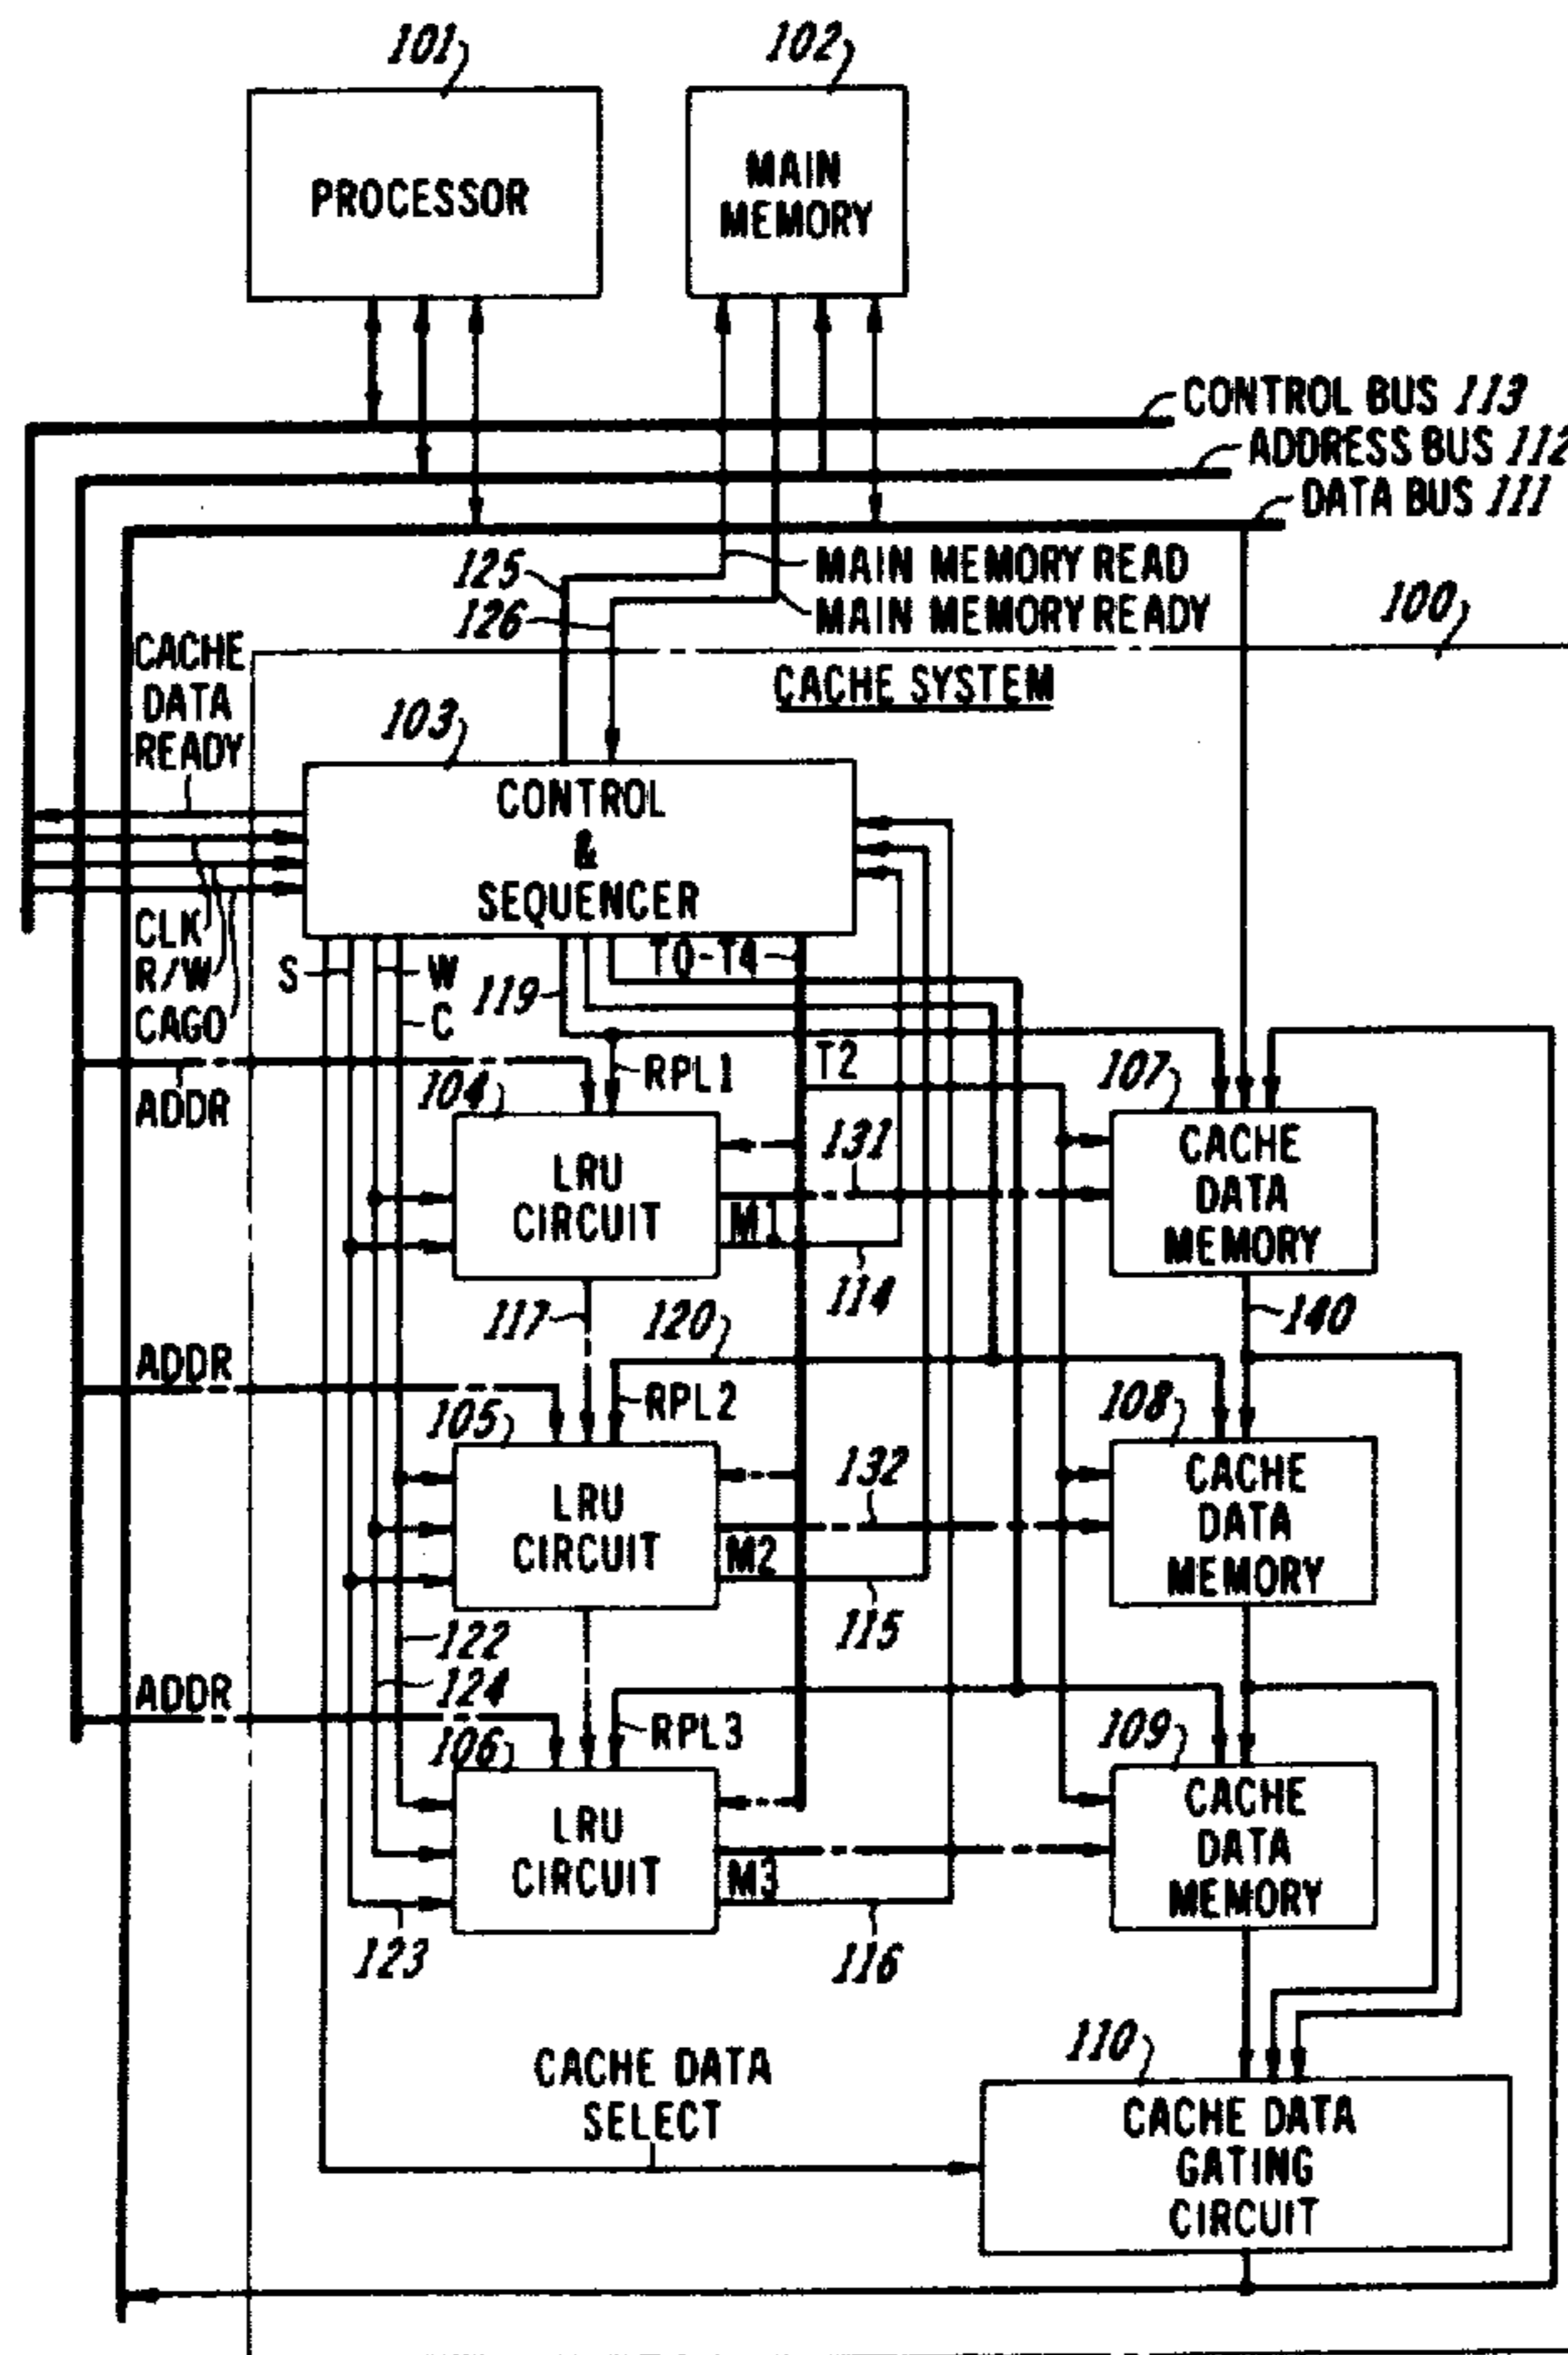 101
102
PROCESSOR
MAIN
MEMORY
CONTROL BUS 113
ADDRESS BUS 112
DATA BUS 111
125
MAIN MEMORY READ
126
MAIN MEMORY READY
100
CACHE
DATA
READY
CACHE SYSTEM
103
CONTROL
&
SEQUENCER
CLK
R/W
CAGO
S
W
C
119
T0-T4
ADDR
104
RPL1
T2
107
LRU
CIRCUIT
131
M1
114
CACHE
DATA
MEMORY
117
120
140
ADDR
105
RPL2
108
LRU
CIRCUIT
132
M2
115
CACHE
DATA
MEMORY
122
124
ADDR
106
RPL3
109
LRU
CIRCUIT
M3
116
CACHE
DATA
MEMORY
123
110
CACHE DATA
SELECT
CACHE DATA
GATING
CIRCUIT